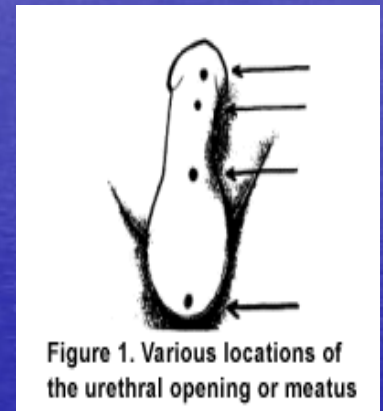 Figure 1. Various locations of
the urethral opening or meatus